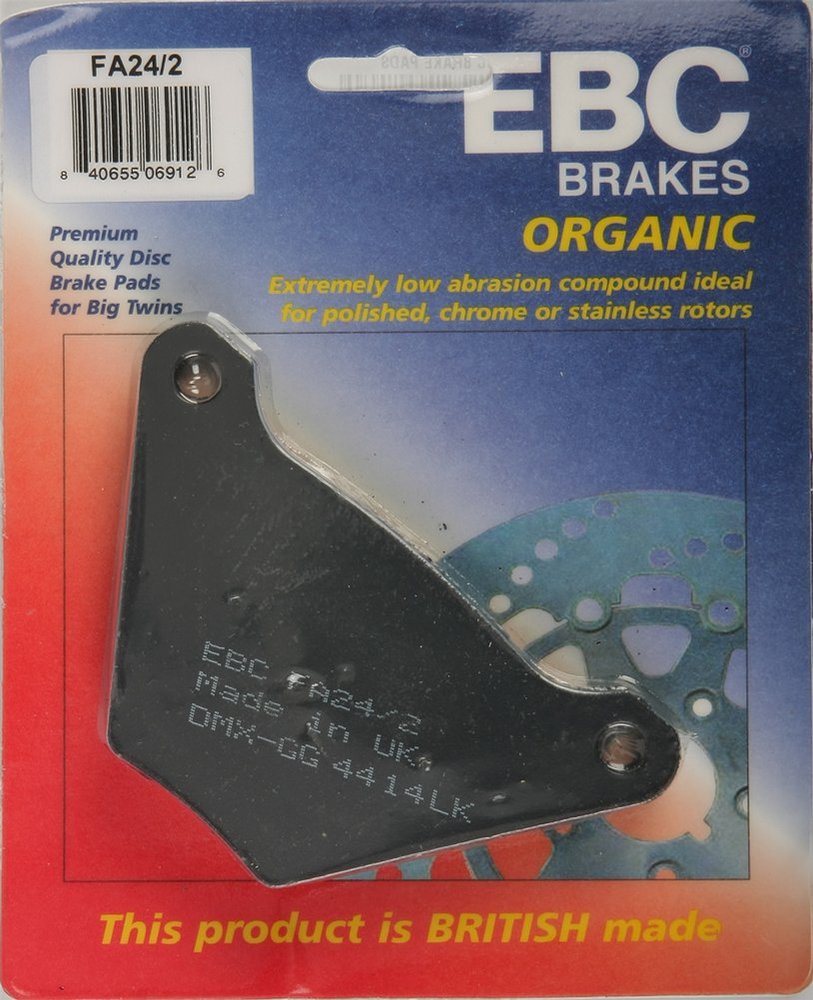 FA24/2
8 40655 06912 6
EBC®
BRAKES
ORGANIC
Premium
Quality Disc
Brake Pads
for Big Twins
Extremely low abrasion compound ideal
for polished, chrome or stainless rotors
EBC FA24/2
Made in UK.
DMX-GG 4414LK
This product is BRITISH made